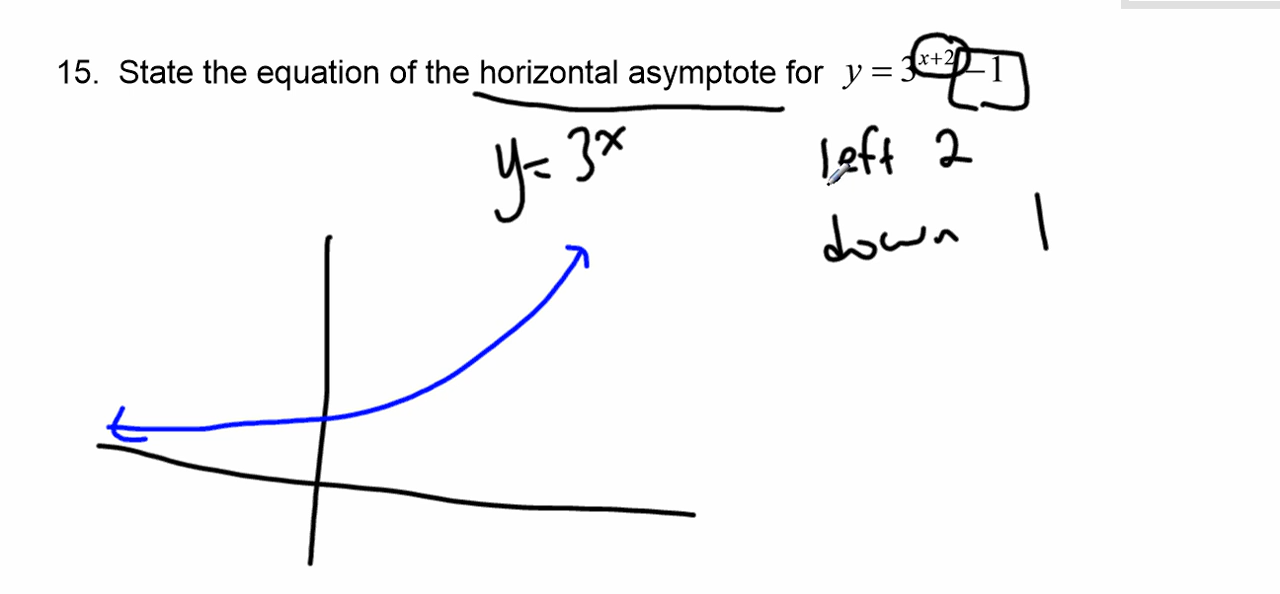 15. State the equation of the horizontal asymptote for y = 3^{x+2} − 1
y = 3^x
left 2
down 1